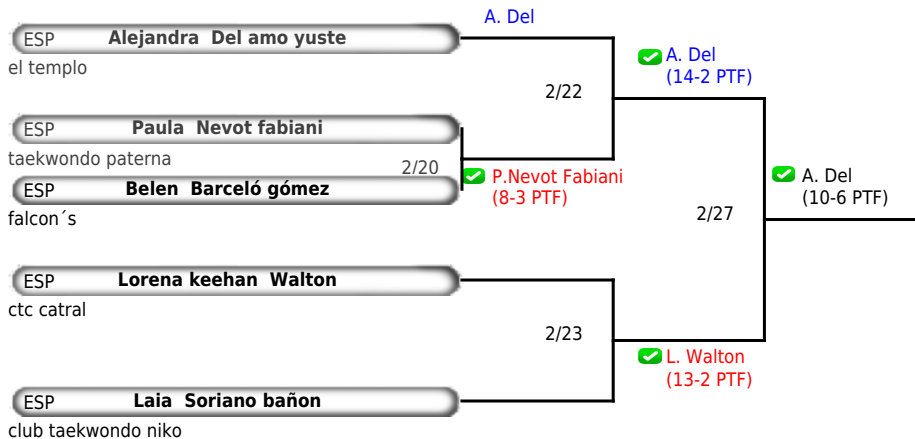 A. Del
ESP Alejandra Del amo yuste
el templo
A. Del
(14-2 PTF)
2/22
ESP Paula Nevot fabiani
taekwondo paterna
2/20
P.Nevot Fabiani
(8-3 PTF)
A. Del
(10-6 PTF)
ESP Belen Barceló gómez
falcon´s
2/27
ESP Lorena keehan Walton
ctc catral
2/23
L. Walton
(13-2 PTF)
ESP Laia Soriano bañon
club taekwondo niko